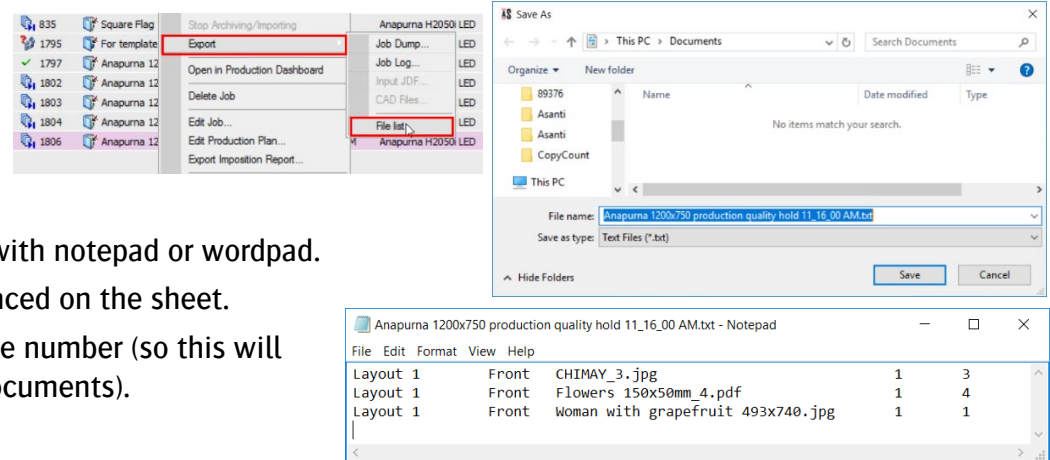 835 Square Flag Stop Archiving/Importing Anapurna H2050i LED
1795 For template Export Job Dump... LED
1797 Anapurna 12 Open in Production Dashboard Job Log... LED
1802 Anapurna 12 Input JDF... LED
1803 Anapurna 12 Delete Job CAD Files... LED
1804 Anapurna 12 Edit Job... File list LED
1806 Anapurna 12 Edit Production Plan... Anapurna H2050i LED
Export Imposition Report...
Save As
This PC > Documents
Search Documents
Organize New folder
89376 Name Date modified Type
Asanti
No items match your search.
Asanti
CopyCount
This PC
File name: Anapurna 1200x750 production quality hold 11_16_00 AM.txt
Save as type: Text Files (*.txt)
Hide Folders Save Cancel
with notepad or wordpad.
nced on the sheet.
e number (so this will
ocuments).
Anapurna 1200x750 production quality hold 11_16_00 AM.txt - Notepad
File Edit Format View Help
Layout 1 Front CHIMAY_3.jpg 1 3
Layout 1 Front Flowers 150x50mm_4.pdf 1 4
Layout 1 Front Woman with grapefruit 493x740.jpg 1 1